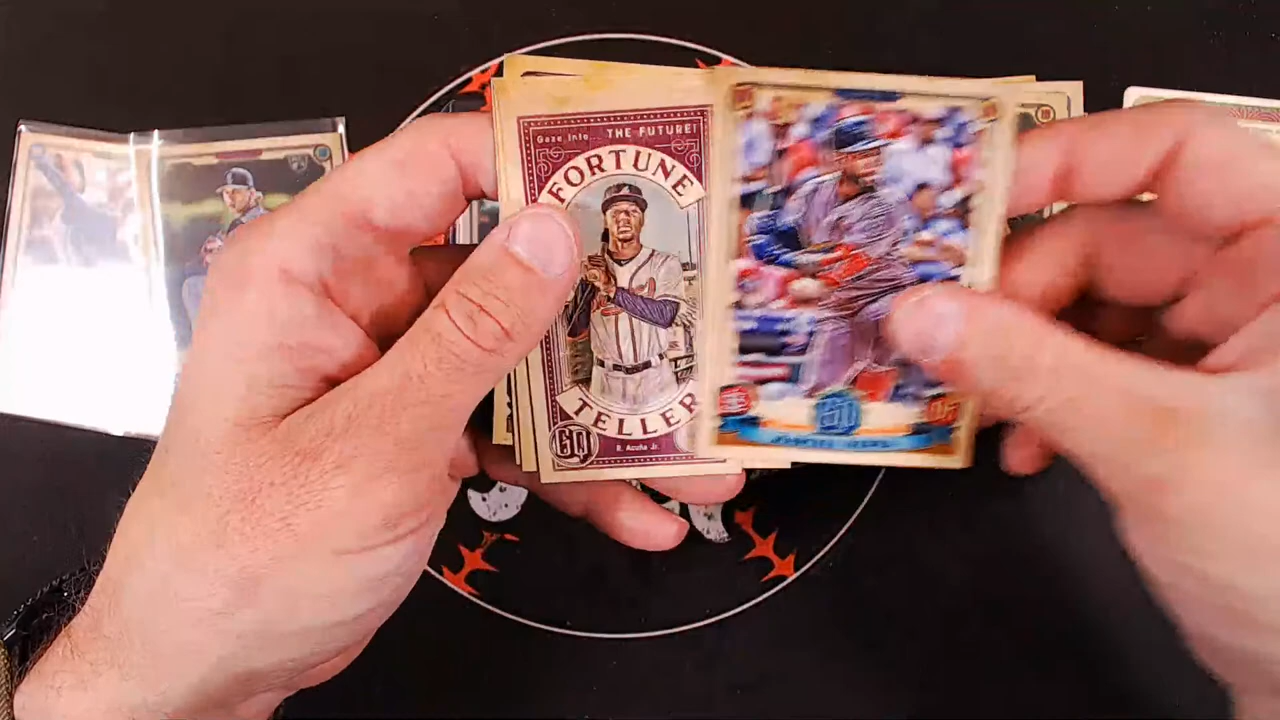 Gaze Into... THE FUTURE!
FORTUNE
TELLER
GQ
R. Acuña Jr.